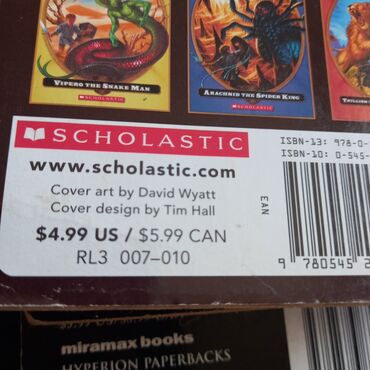 VIPERO THE SNAKE MAN
SCHOLASTIC
ARACHNID THE SPIDER KING
SCHOLASTIC
TRILLION
SCHOLASTIC
www.scholastic.com
Cover art by David Wyatt
Cover design by Tim Hall
$4.99 US / $5.99 CAN
RL3 007–010
EAN
ISBN-13: 978-0-
ISBN-10: 0-545-
9 780545 2
miramax books
HYPERION PAPERBACKS